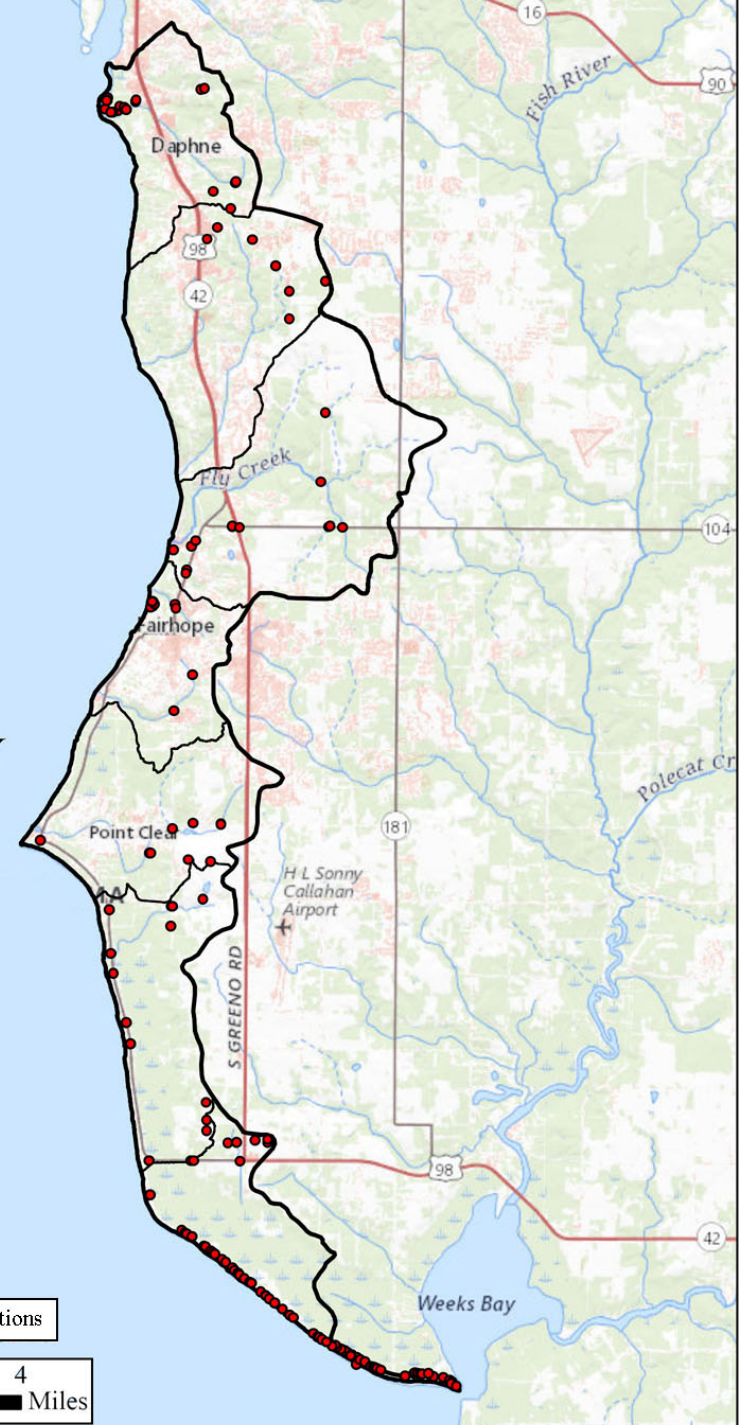 16
90
Fish River
Daphne
98
42
Fly Creek
104
Fairhope
Polecat Cr
181
Point Clear
H L Sonny
Callahan
Airport
S GREENO RD
98
42
Weeks Bay
tions
4
Miles